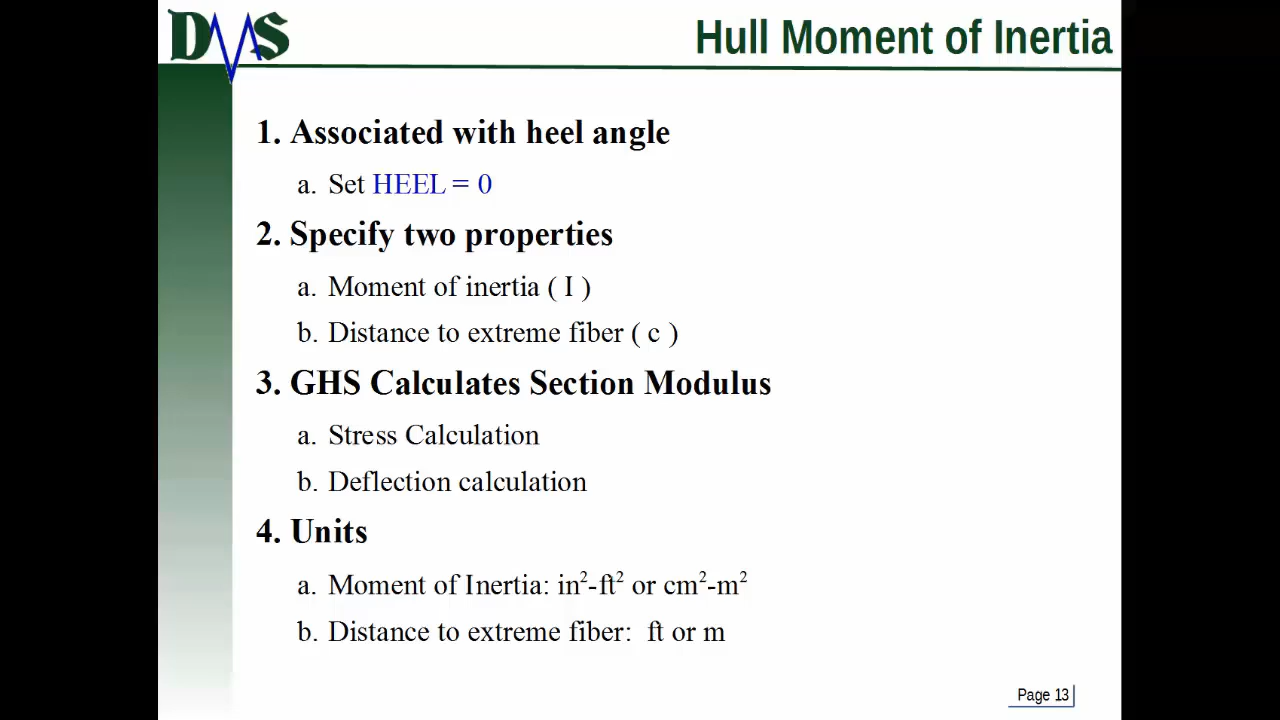 DMS
Hull Moment of Inertia
1. Associated with heel angle
a. Set HEEL = 0
2. Specify two properties
a. Moment of inertia ( I )
b. Distance to extreme fiber ( c )
3. GHS Calculates Section Modulus
a. Stress Calculation
b. Deflection calculation
4. Units
a. Moment of Inertia: in²-ft² or cm²-m²
b. Distance to extreme fiber: ft or m
Page 13